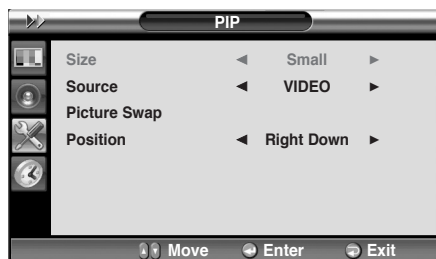 PIP
Size ◄ Small ►
Source ◄ VIDEO ►
Picture Swap
Position ◄ Right Down ►
Move Enter Exit